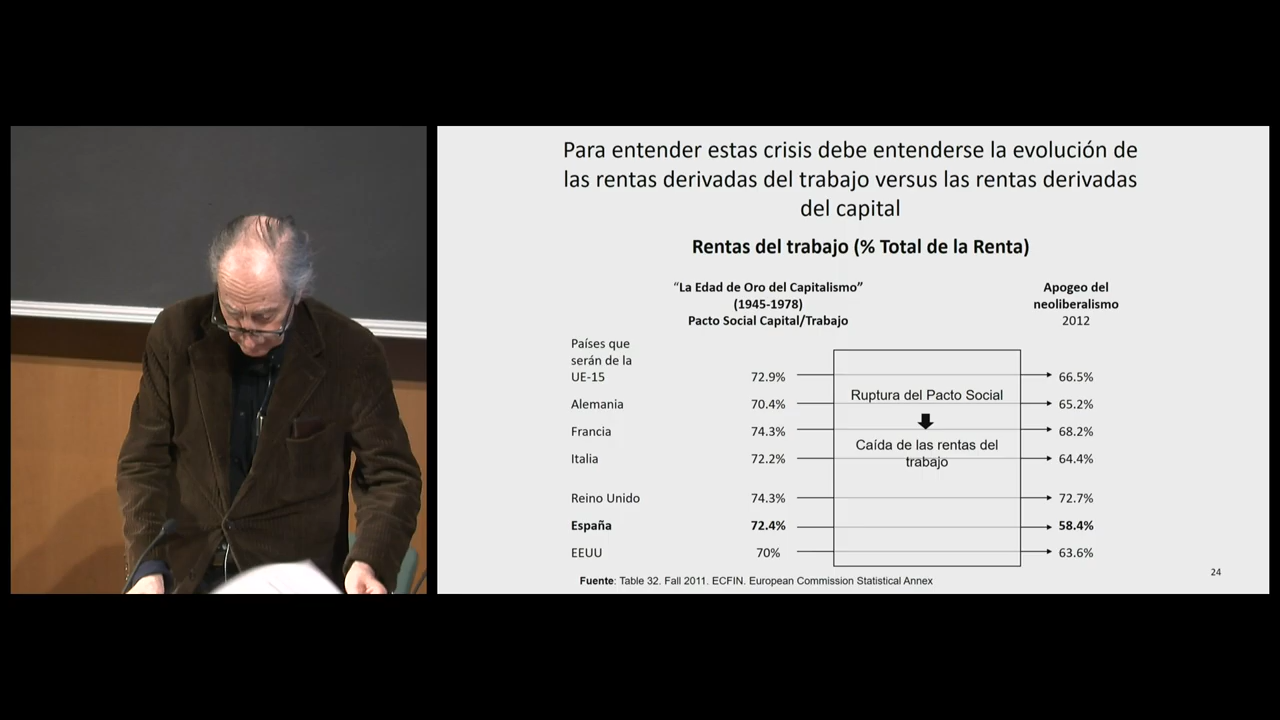 Para entender estas crisis debe entenderse la evolución de
las rentas derivadas del trabajo versus las rentas derivadas
del capital
Rentas del trabajo (% Total de la Renta)
“La Edad de Oro del Capitalismo”
(1945-1978)
Pacto Social Capital/Trabajo
Apogeo del
neoliberalismo
2012
Países que
serán de la
UE-15 72.9% 66.5%
Ruptura del Pacto Social
Alemania 70.4% 65.2%
Francia 74.3% 68.2%
Caída de las rentas del
trabajo
Italia 72.2% 64.4%
Reino Unido 74.3% 72.7%
España 72.4% 58.4%
EEUU 70% 63.6%
Fuente: Table 32. Fall 2011. ECFIN. European Commission Statistical Annex
24